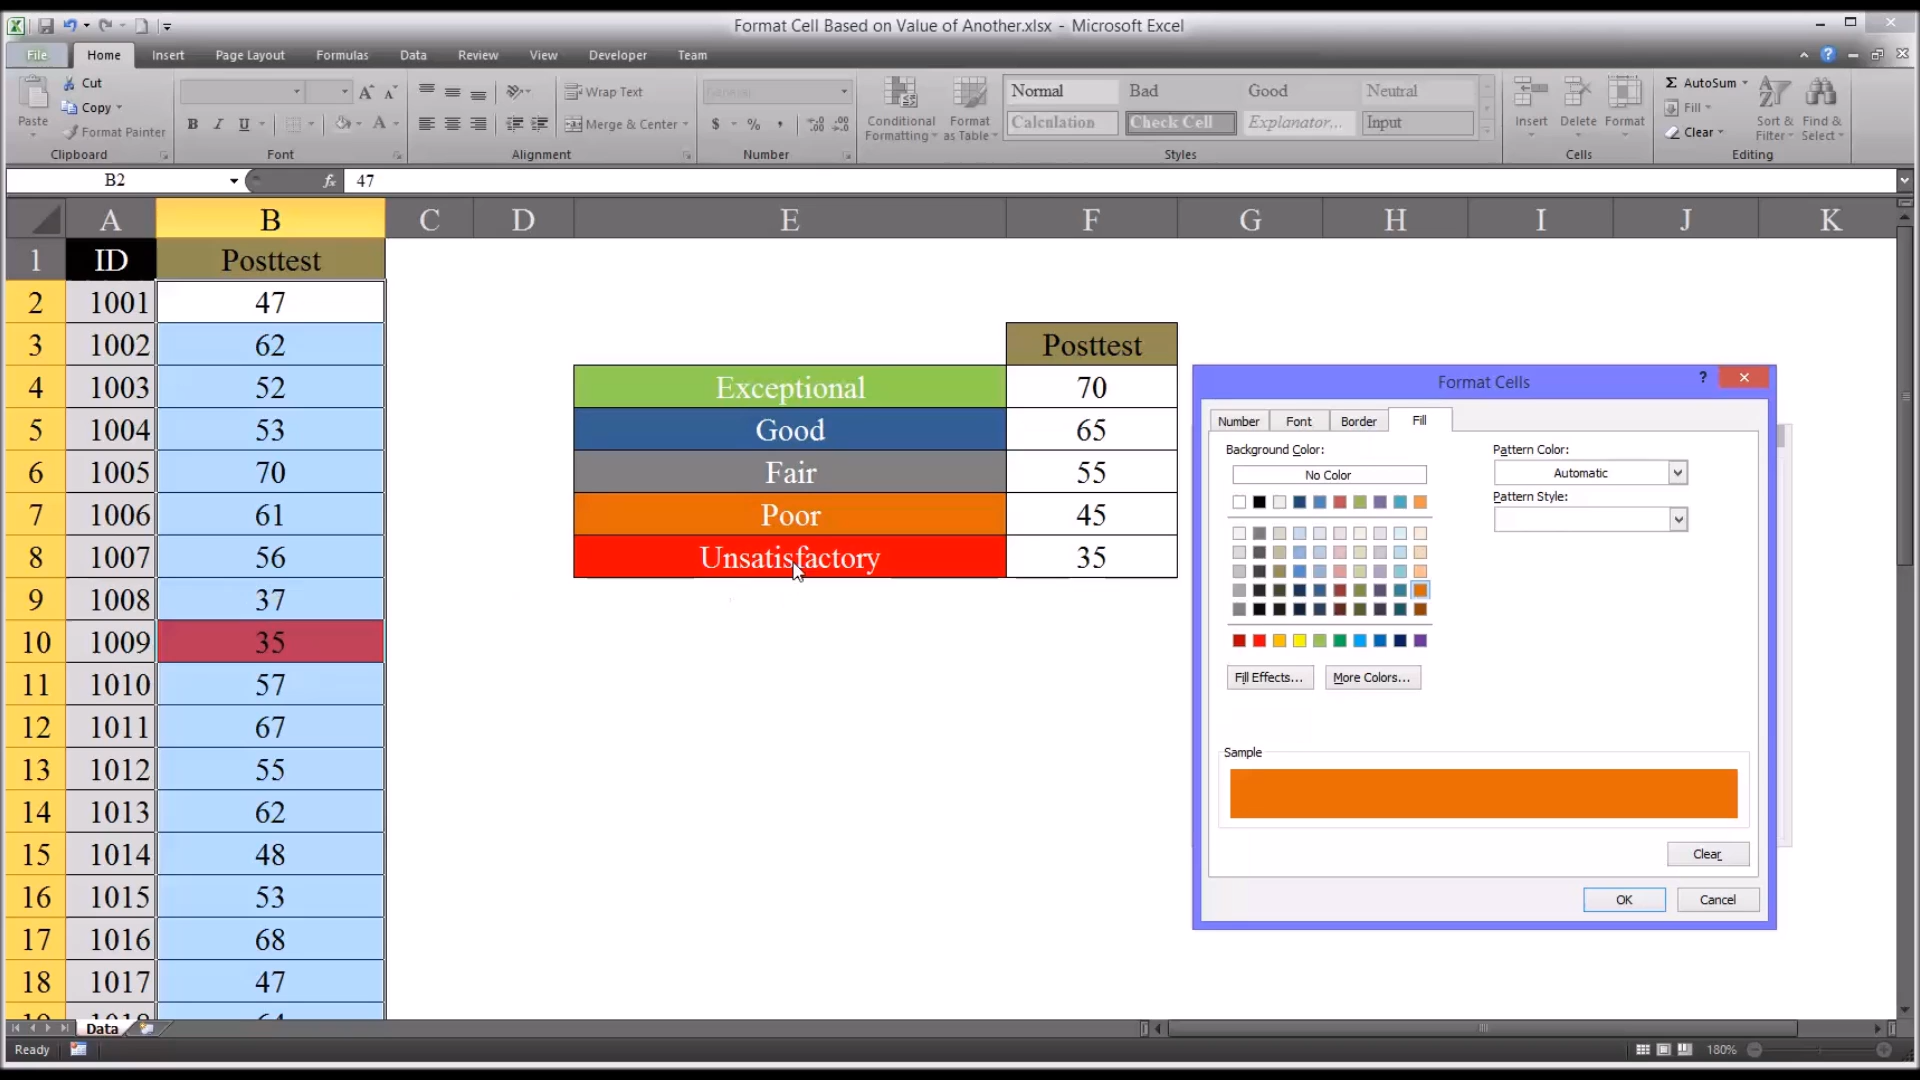 Format Cell Based on Value of Another.xlsx - Microsoft Excel
File Home Insert Page Layout Formulas Data Review View Developer Team
Paste Cut Copy Format Painter Clipboard
B I U Font
Wrap Text Merge & Center Alignment
$ % , Number
Conditional Formatting Format as Table
Normal Bad Good Neutral
Calculation Check Cell Explanator... Input
Styles
Insert Delete Format Cells
Σ AutoSum Fill Clear Sort & Filter Find & Select Editing
B2 fx 47
A B C D E F G H I J K
1 ID Posttest
2 1001 47
3 1002 62 Posttest
4 1003 52 Exceptional 70
5 1004 53 Good 65
6 1005 70 Fair 55
7 1006 61 Poor 45
8 1007 56 Unsatisfactory 35
9 1008 37
10 1009 35
11 1010 57
12 1011 67
13 1012 55
14 1013 62
15 1014 48
16 1015 53
17 1016 68
18 1017 47
19 1018 64
Format Cells ?
Number Font Border Fill
Background Color:
No Color
Pattern Color:
Automatic
Pattern Style:
Fill Effects... More Colors...
Sample
Clear
OK Cancel
Data
Ready 180%